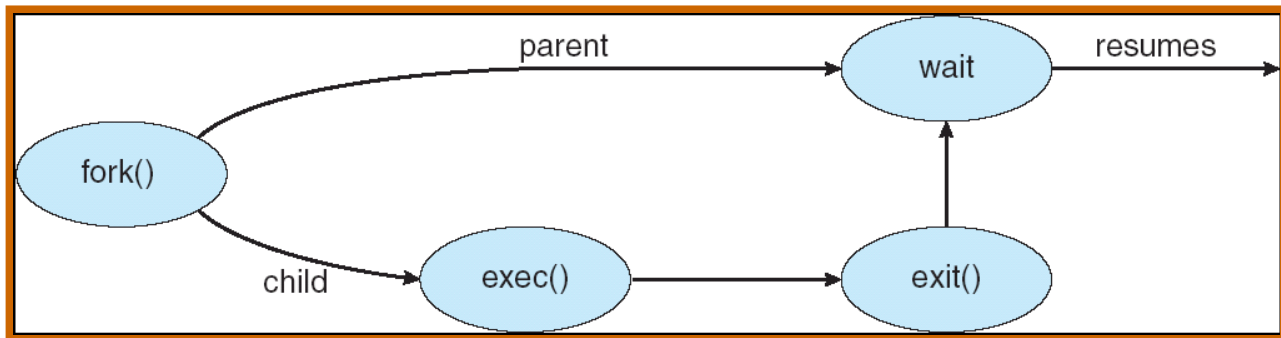 parent
wait
resumes
fork()
child
exec()
exit()